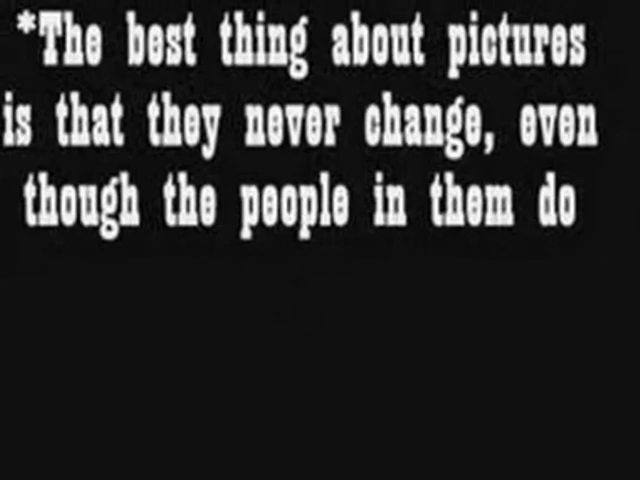 *The best thing about pictures
is that they never change, even
though the people in them do